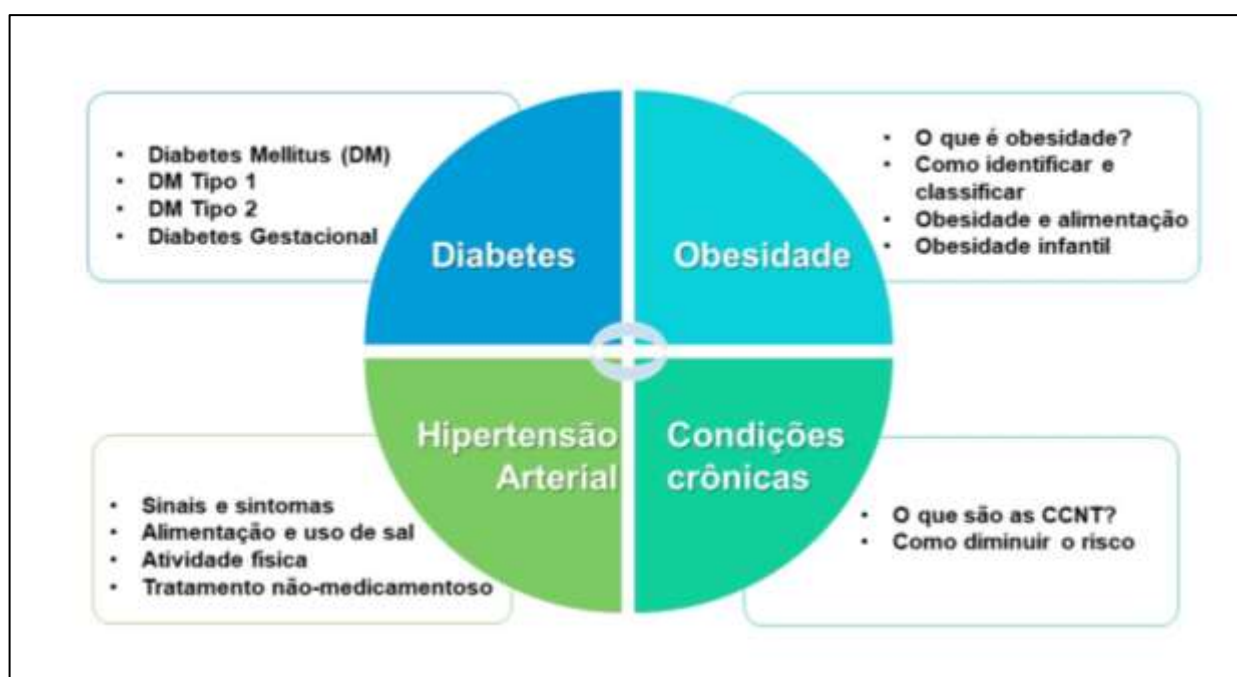 • Diabetes Mellitus (DM)
• DM Tipo 1
• DM Tipo 2
• Diabetes Gestacional
Diabetes
Obesidade
• O que é obesidade?
• Como identificar e
classificar
• Obesidade e alimentação
• Obesidade infantil
• Sinais e sintomas
• Alimentação e uso de sal
• Atividade física
• Tratamento não-medicamentoso
Hipertensão
Arterial
Condições
crônicas
• O que são as CCNT?
• Como diminuir o risco